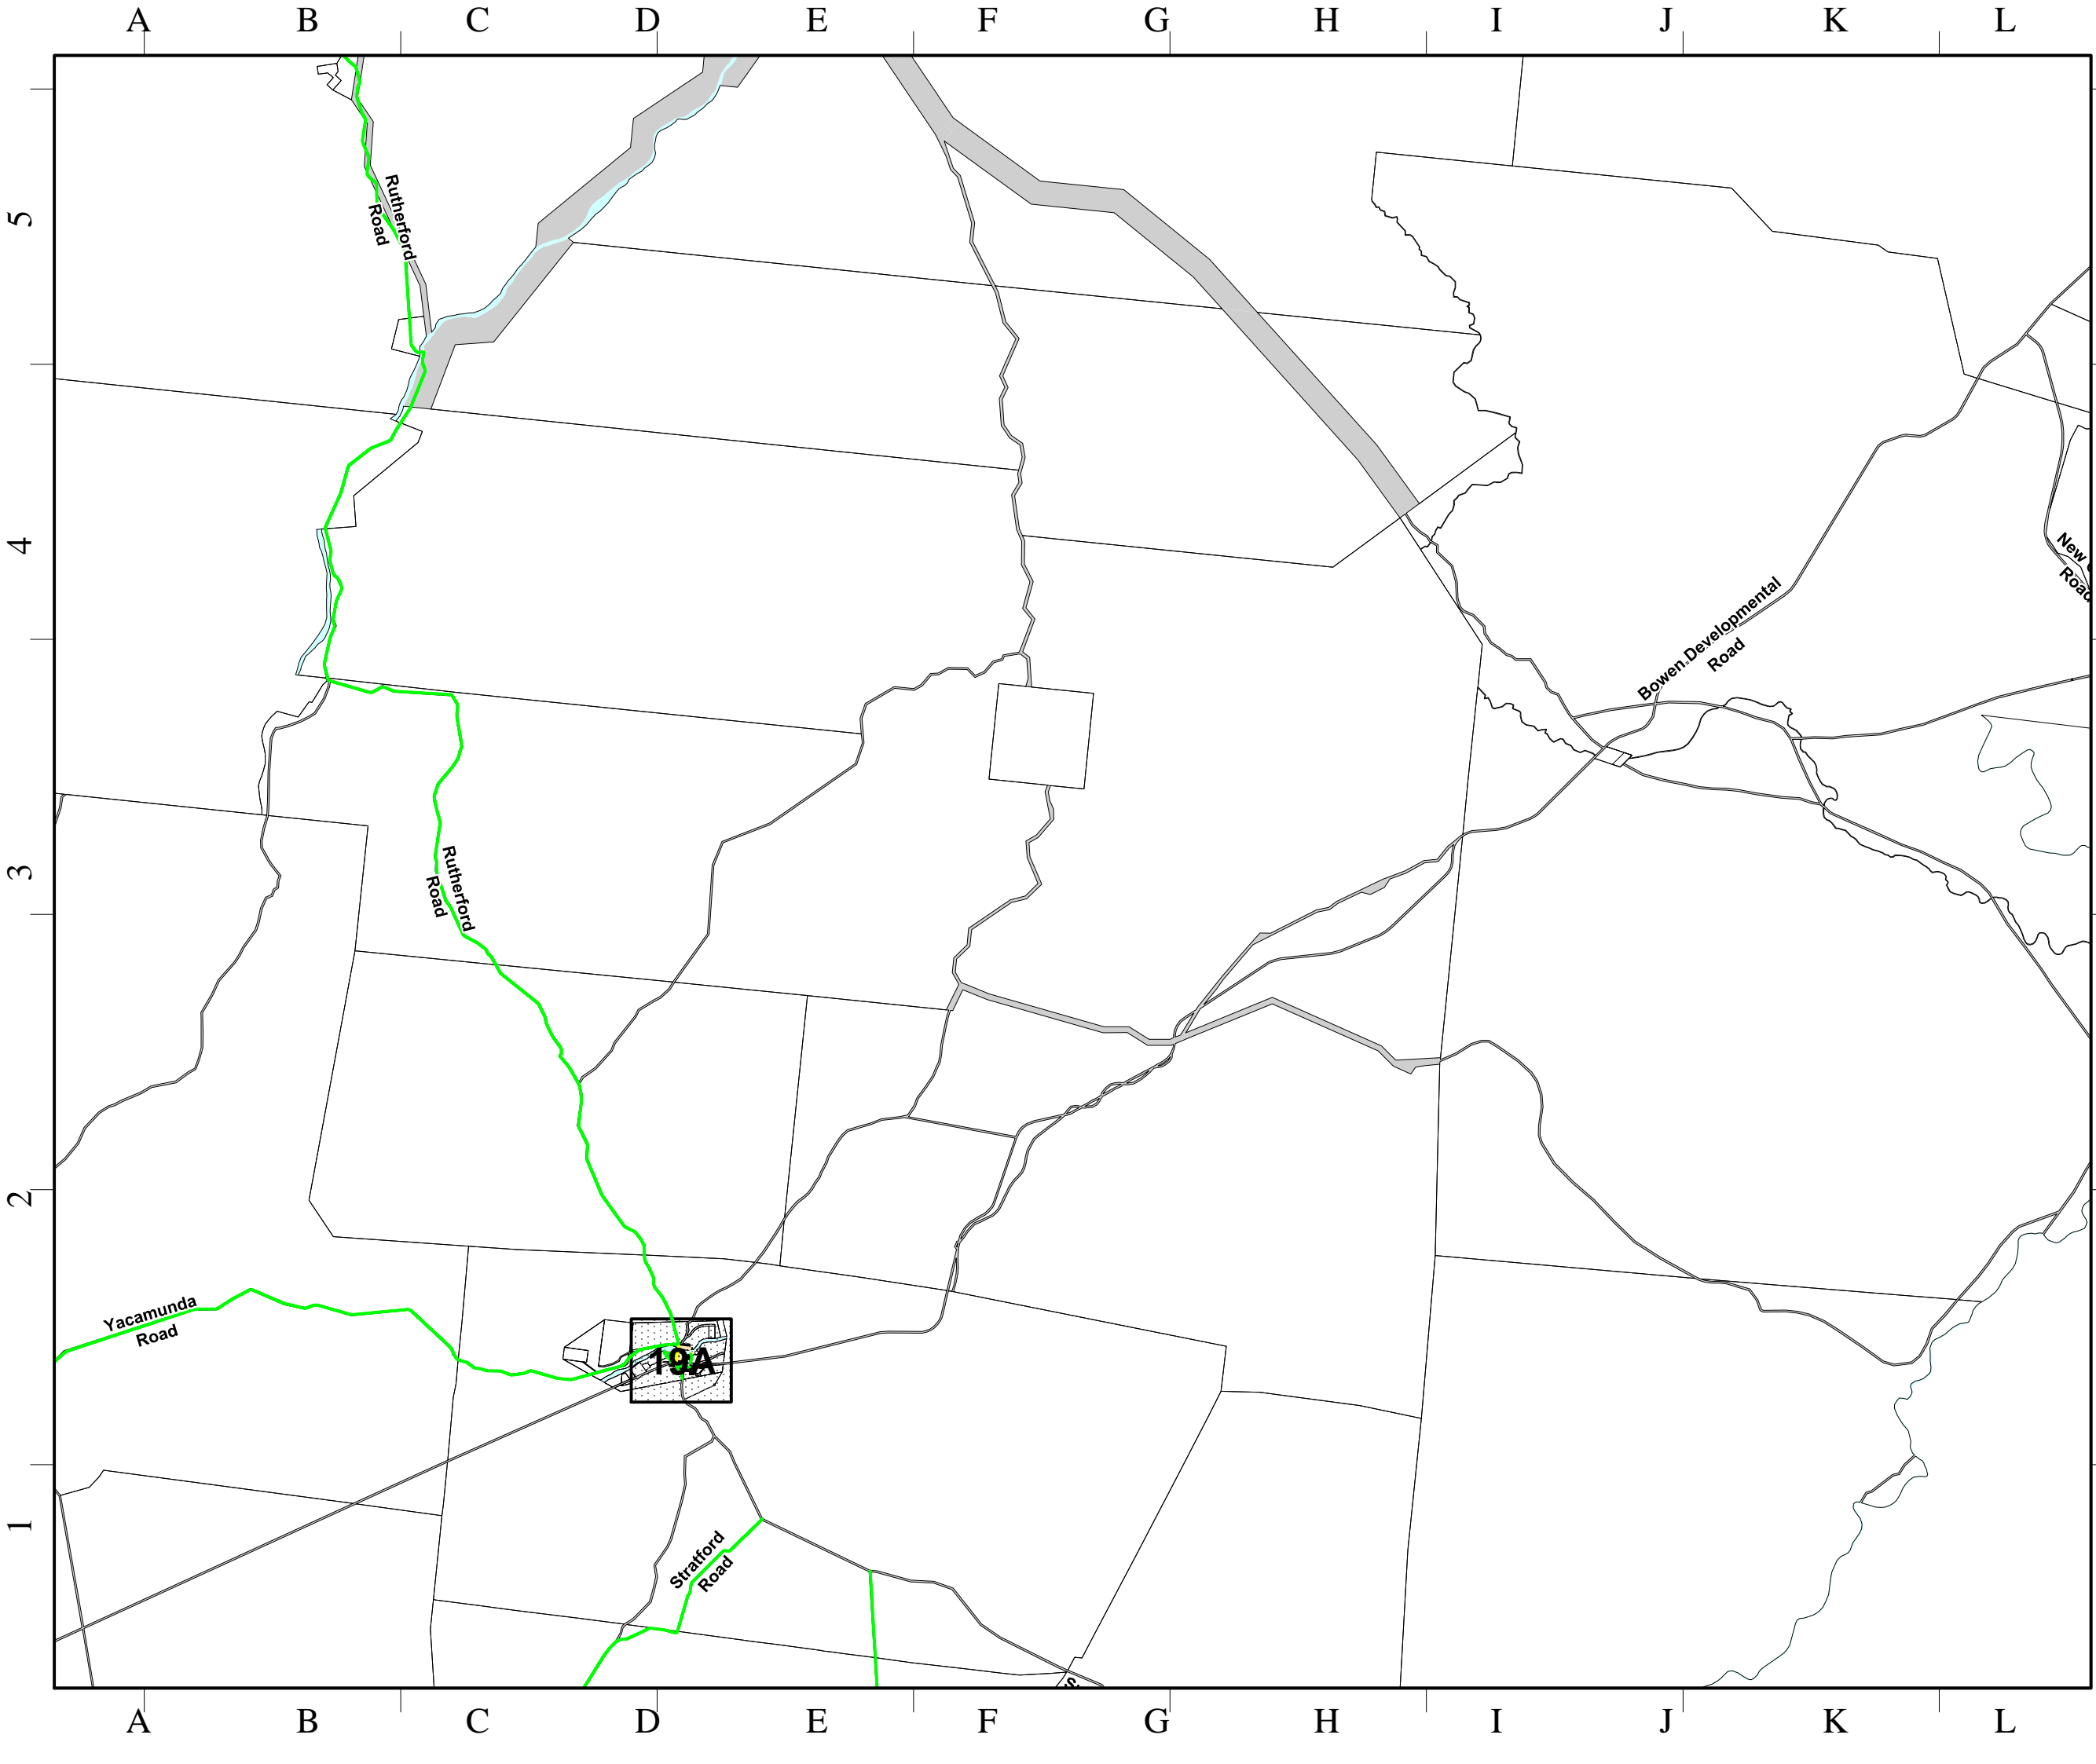 A B C D E F G H I J K L
5
Rutherford
Road
4
New
Road
Bowen Developmental
Road
3
Rutherford
Road
2
Yacamunda
Road
19A
1
Stratford
Road
A B C D E F G H I J K L